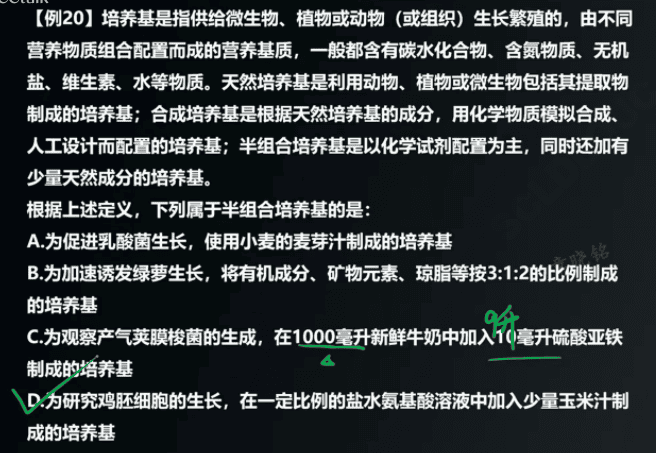 【例20】培养基是指供给微生物、植物或动物（或组织）生长繁殖的，由不同
营养物质组合配置而成的营养基质，一般都含有碳水化合物、含氮物质、无机
盐、维生素、水等物质。天然培养基是利用动物、植物或微生物包括其提取物
制成的培养基；合成培养基是根据天然培养基的成分，用化学物质模拟合成、
人工设计而配置的培养基；半组合培养基是以化学试剂配置为主，同时还加有
少量天然成分的培养基。
根据上述定义，下列属于半组合培养基的是：
A.为促进乳酸菌生长，使用小麦的麦芽汁制成的培养基
B.为加速诱发绿萝生长，将有机成分、矿物元素、琼脂等按3:1:2的比例制成
的培养基
9升
C.为观察产气荚膜梭菌的生成，在1000毫升新鲜牛奶中加入10毫升硫酸亚铁
制成的培养基
D.为研究鸡胚细胞的生长，在一定比例的盐水氨基酸溶液中加入少量玉米汁制
成的培养基